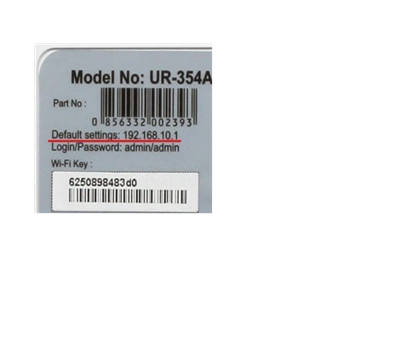 Model No: UR-354A
Part No :
0 856332 002393
Default settings: 192.168.10.1
Login/Password: admin/admin
Wi-Fi Key :
6250898483d0